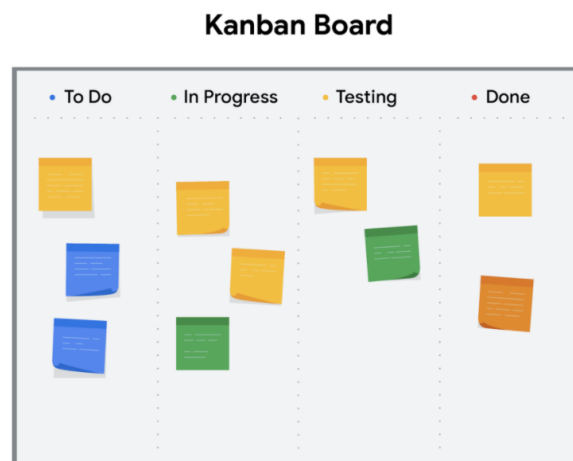 Kanban Board
To Do
In Progress
Testing
Done